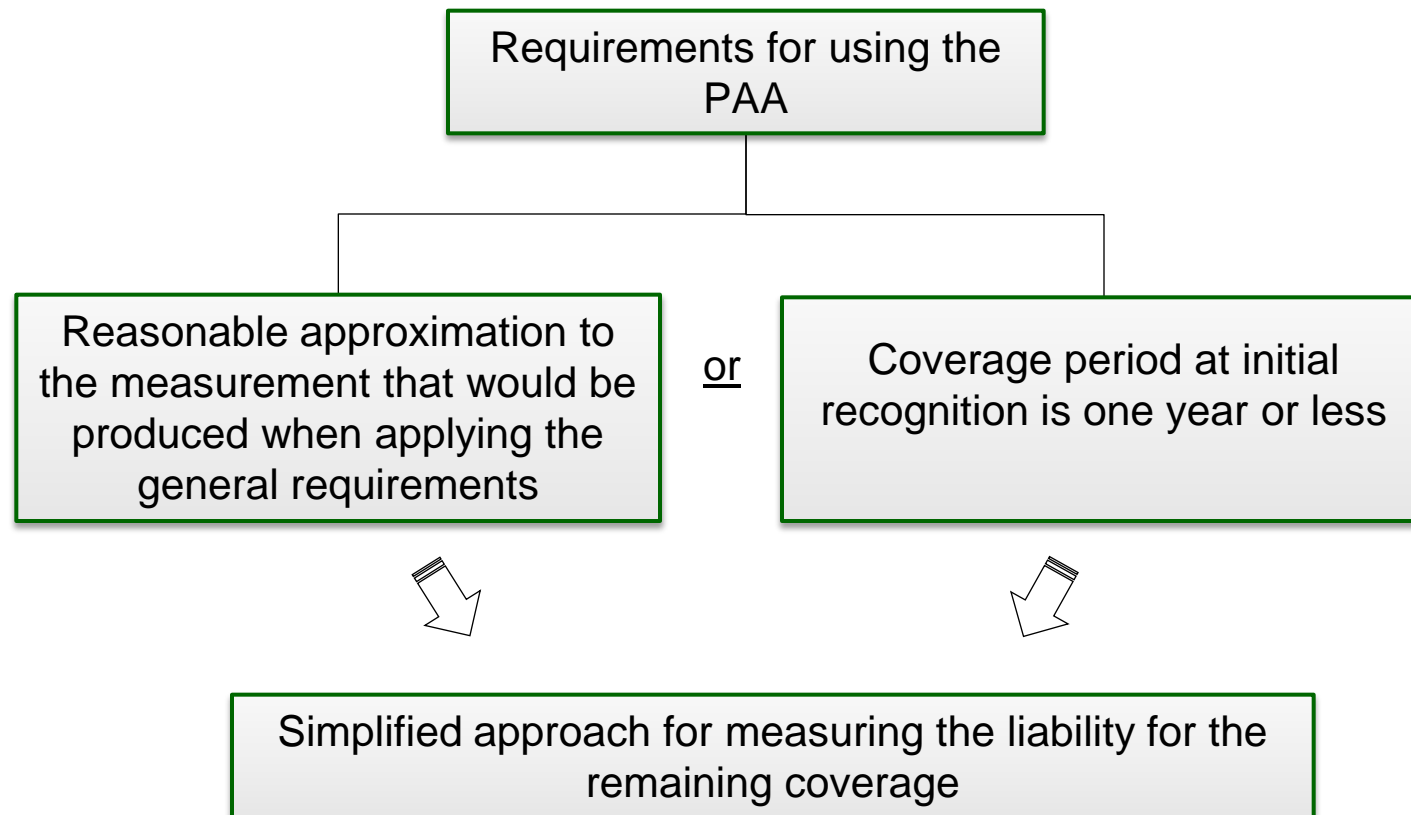 Requirements for using the
PAA
Reasonable approximation to
the measurement that would be
produced when applying the
general requirements
or
Coverage period at initial
recognition is one year or less
Simplified approach for measuring the liability for the
remaining coverage